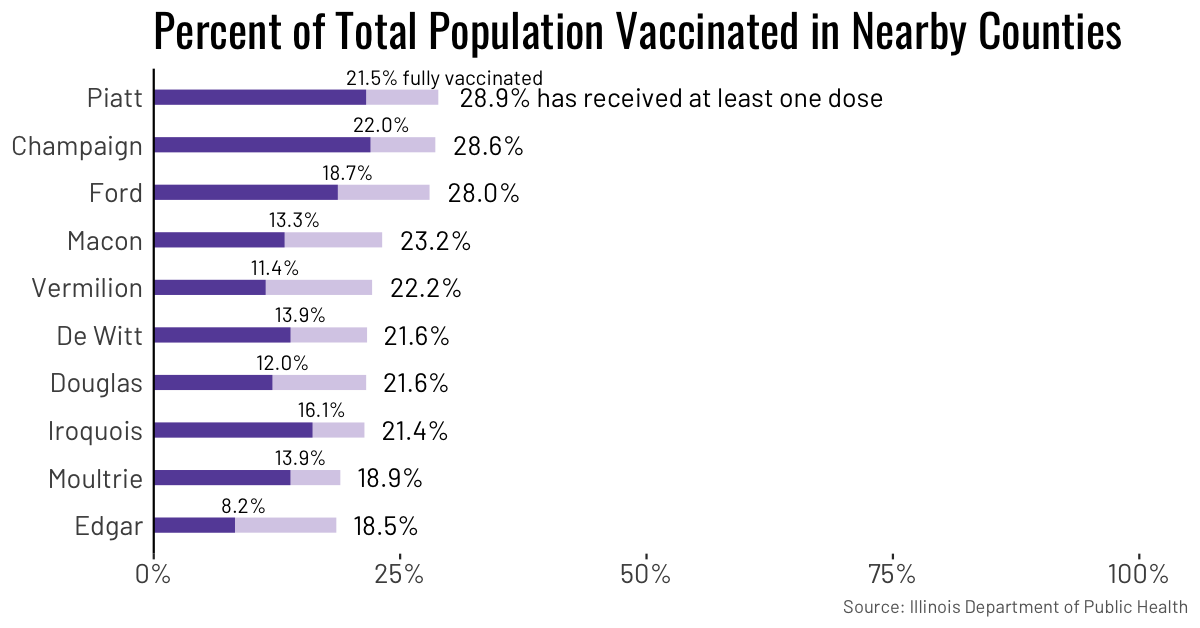 Percent of Total Population Vaccinated in Nearby Counties
21.5% fully vaccinated
Piatt 28.9% has received at least one dose
22.0%
Champaign 28.6%
18.7%
Ford 28.0%
13.3%
Macon 23.2%
11.4%
Vermilion 22.2%
13.9%
De Witt 21.6%
12.0%
Douglas 21.6%
16.1%
Iroquois 21.4%
13.9%
Moultrie 18.9%
8.2%
Edgar 18.5%
0% 25% 50% 75% 100%
Source: Illinois Department of Public Health